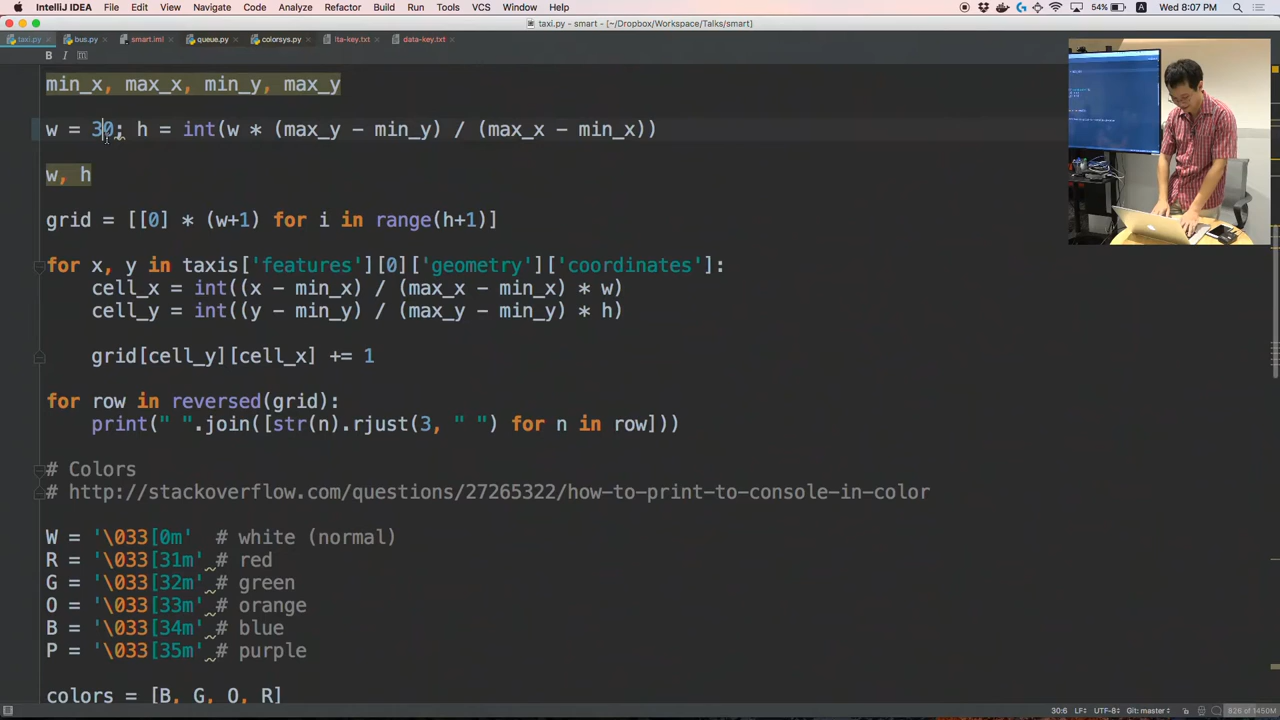 IntelliJ IDEA File Edit View Navigate Code Analyze Refactor Build Run Tools VCS Window Help 54% Wed 8:07 PM
taxi.py - smart - [~/Dropbox/Workspace/Talks/smart]
taxi.py bus.py smart.iml queue.py colorsys.py lta-key.txt data-key.txt
B I m
min_x, max_x, min_y, max_y
w = 30; h = int(w * (max_y - min_y) / (max_x - min_x))
w, h
grid = [[0] * (w+1) for i in range(h+1)]
for x, y in taxis['features'][0]['geometry']['coordinates']:
cell_x = int((x - min_x) / (max_x - min_x) * w)
cell_y = int((y - min_y) / (max_y - min_y) * h)
grid[cell_y][cell_x] += 1
for row in reversed(grid):
print(" ".join([str(n).rjust(3, " ") for n in row]))
# Colors
# http://stackoverflow.com/questions/27265322/how-to-print-to-console-in-color
W = '\033[0m' # white (normal)
R = '\033[31m' # red
G = '\033[32m' # green
O = '\033[33m' # orange
B = '\033[34m' # blue
P = '\033[35m' # purple
colors = [B, G, O, R]
30:6 LF÷ UTF-8÷ Git: master÷ 826 of 1450M